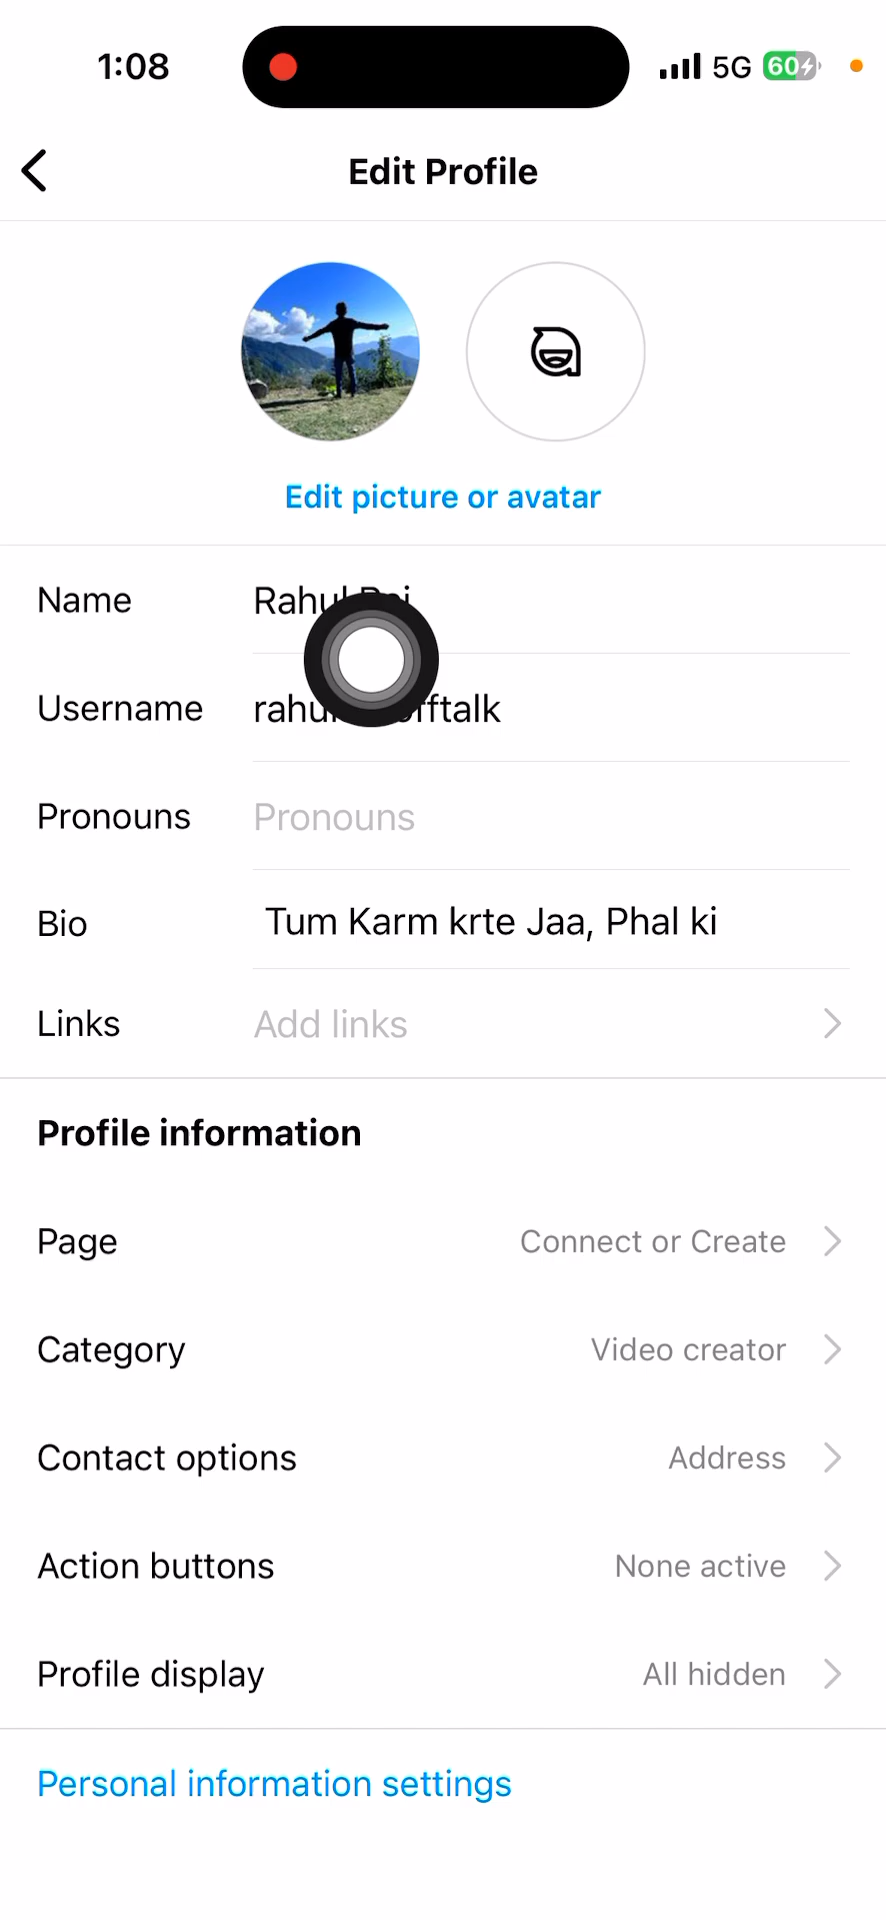 1:08 5G 60
Edit Profile
Edit picture or avatar
Name
Username
Pronouns Pronouns
Bio Tum Karm krte Jaa, Phal ki
Links Add links
Profile information
Page Connect or Create
Category Video creator
Contact options Address
Action buttons None active
Profile display All hidden
Personal information settings